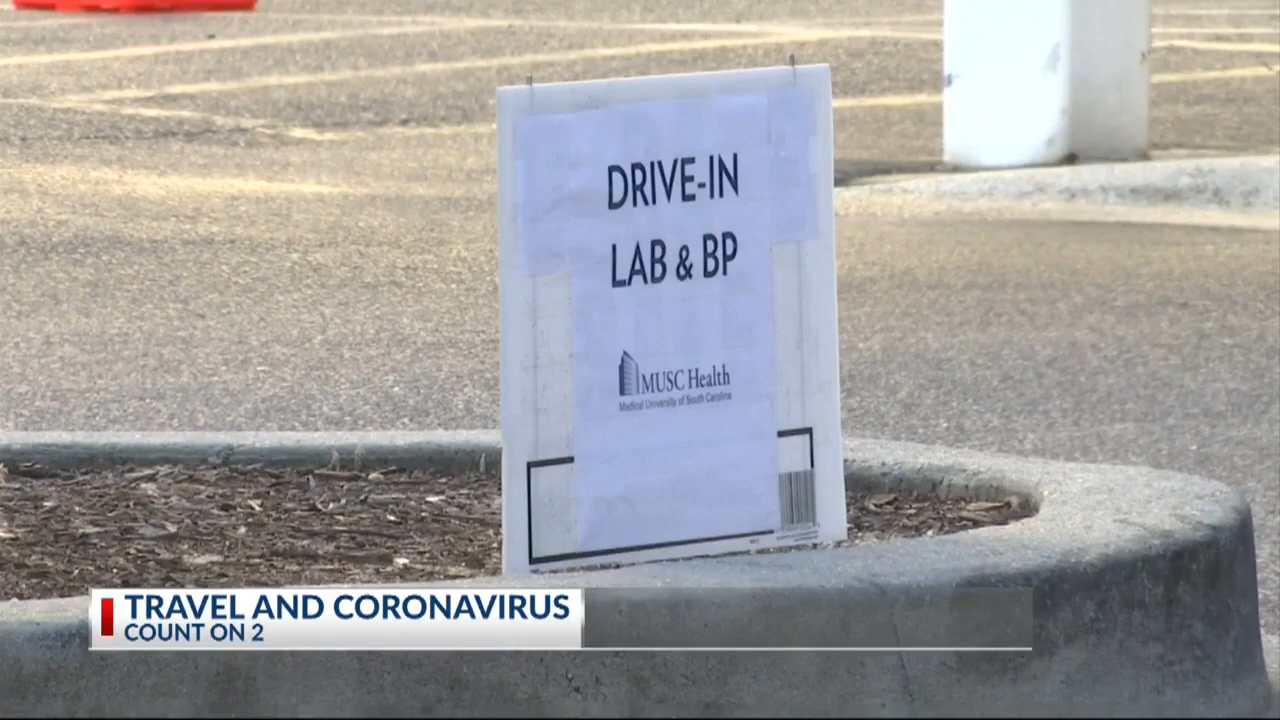 DRIVE-IN
LAB & BP
MUSC Health
Medical University of South Carolina
TRAVEL AND CORONAVIRUS
COUNT ON 2